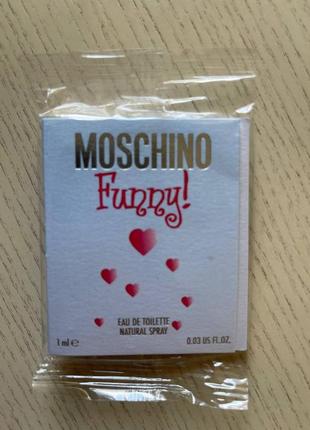 MOSCHINO
Funny!
EAU DE TOILETTE
NATURAL SPRAY
1 ml ℮ 0.03 US FL.OZ.